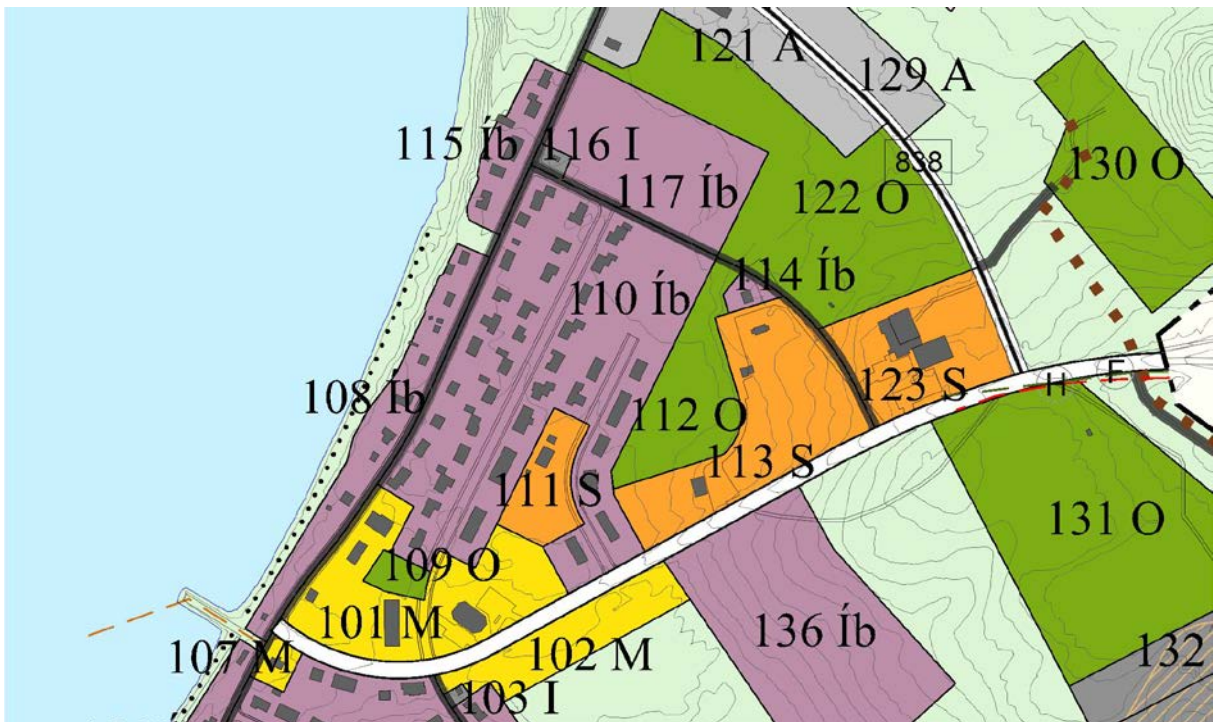 121 A
129 A
115 Íb
116 I
838
130 O
117 Íb
122 O
114 Íb
110 Íb
108 Íb
123 S
H
F
112 O
113 S
111 S
131 O
109 O
101 M
136 Íb
107 M
102 M
132
103 I